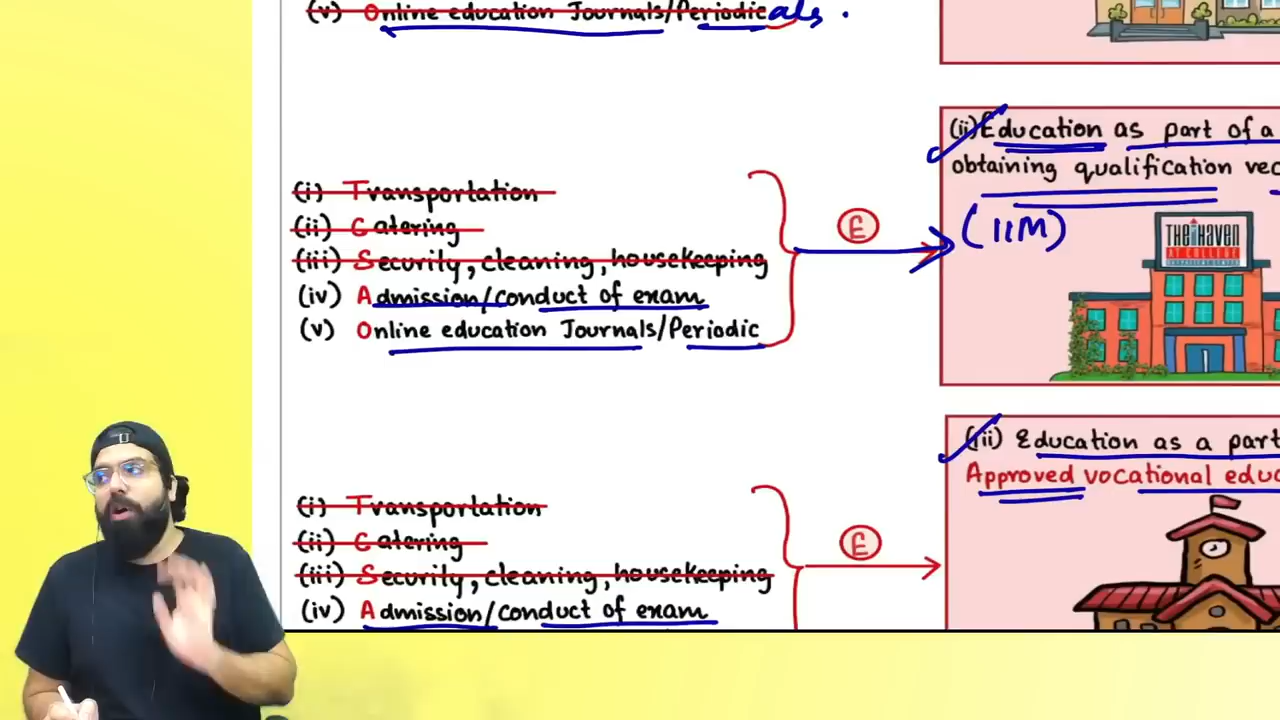 (v) Online education Journals/Periodicals.
(ii) Education as part of a
obtaining qualification rec
(IIM)
THE HAVEN
AT COLLEGE
(i) Transportation
(ii) Catering
(iii) Security, cleaning, housekeeping
(iv) Admission/conduct of exam
(v) Online education Journals/Periodic
E
(iii) Education as a part
Approved vocational educ
(i) Transportation
(ii) Catering
(iii) Security, cleaning, housekeeping
(iv) Admission/conduct of exam
E